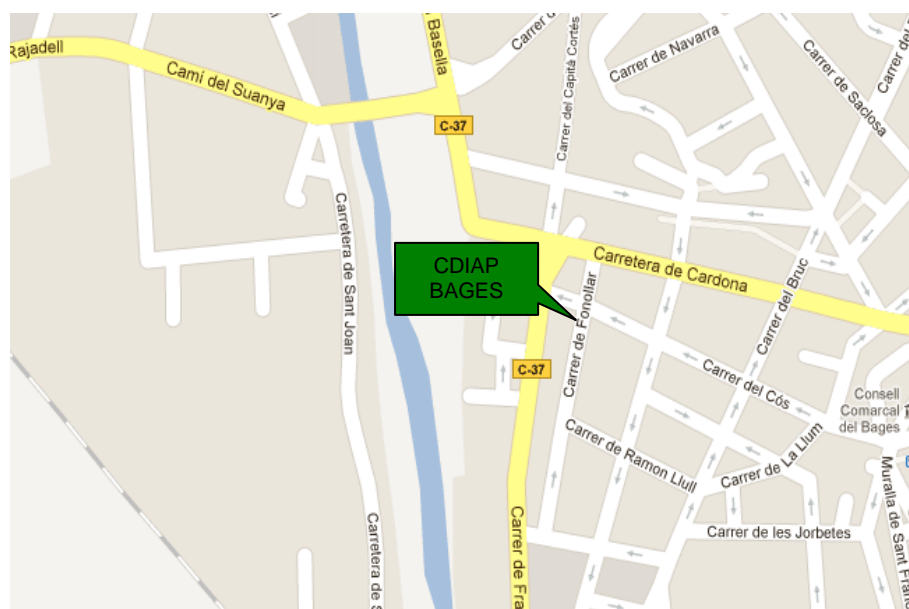 Rajadell
Camí del Suanya
Basella
C-37
Carrer del Capità Cortés
Carrer de Navarra
Carrer de Saclosa
Carretera de Sant Joan
CDIAP
BAGES
Carretera de Cardona
Carrer del Bruc
Carrer de Fonollar
C-37
Carrer del Cós
Consell
Comarcal
del Bages
Carrer de Ramon Llull
Carrer de La Llum
Carrer de les Jorbetes
Muralla de Sant Fran
Carrer de Fra
Carretera de S